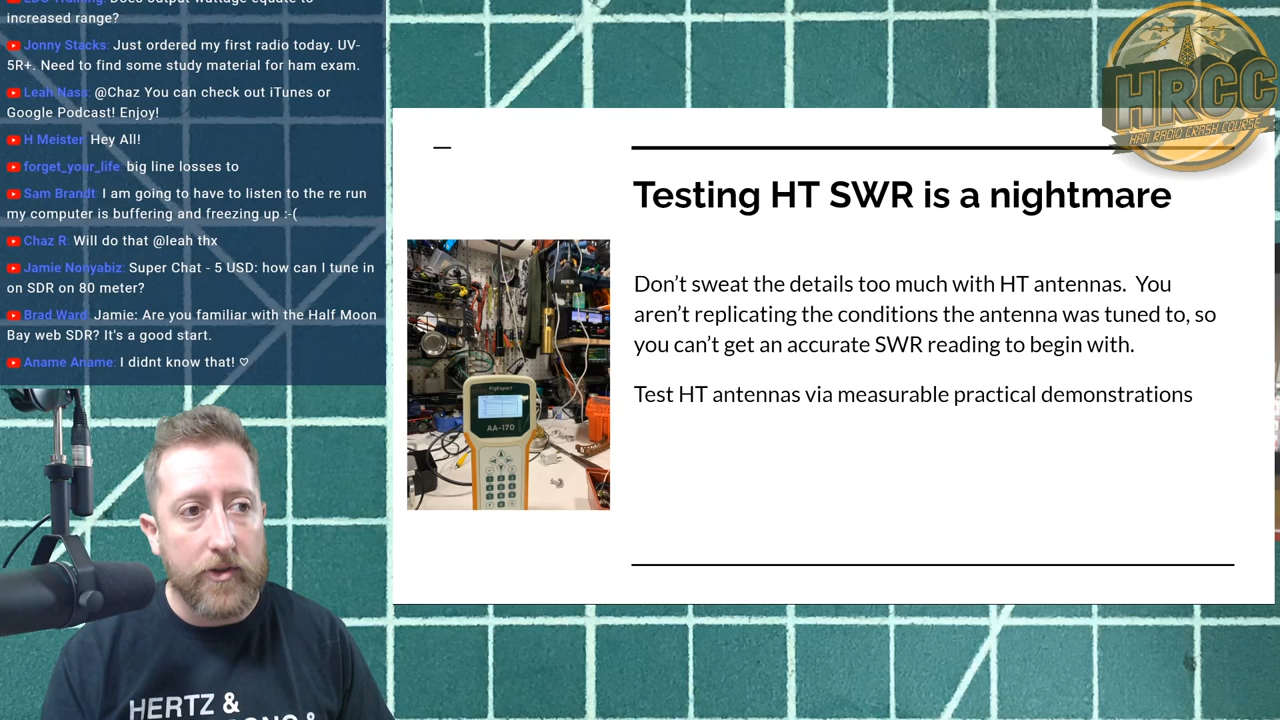 increased range?
Jonny Stacks: Just ordered my first radio today. UV-
5R+. Need to find some study material for ham exam.
Leah Nass: @Chaz You can check out iTunes or
Google Podcast! Enjoy!
H Meister: Hey All!
forget_your_life: big line losses to
Sam Brandt: I am going to have to listen to the re run
my computer is buffering and freezing up :-(
Chaz R: Will do that @leah thx
Jamie Nonyabiz: Super Chat - 5 USD: how can I tune in
on SDR on 80 meter?
Brad Ward: Jamie: Are you familiar with the Half Moon
Bay web SDR? It's a good start.
Aname Aname: I didnt know that! ♡
HRCC
HAM RADIO CRASH COURSE
Testing HT SWR is a nightmare
Don’t sweat the details too much with HT antennas. You
aren’t replicating the conditions the antenna was tuned to, so
you can’t get an accurate SWR reading to begin with.
Test HT antennas via measurable practical demonstrations
RigExpert
AA-170
HERTZ &